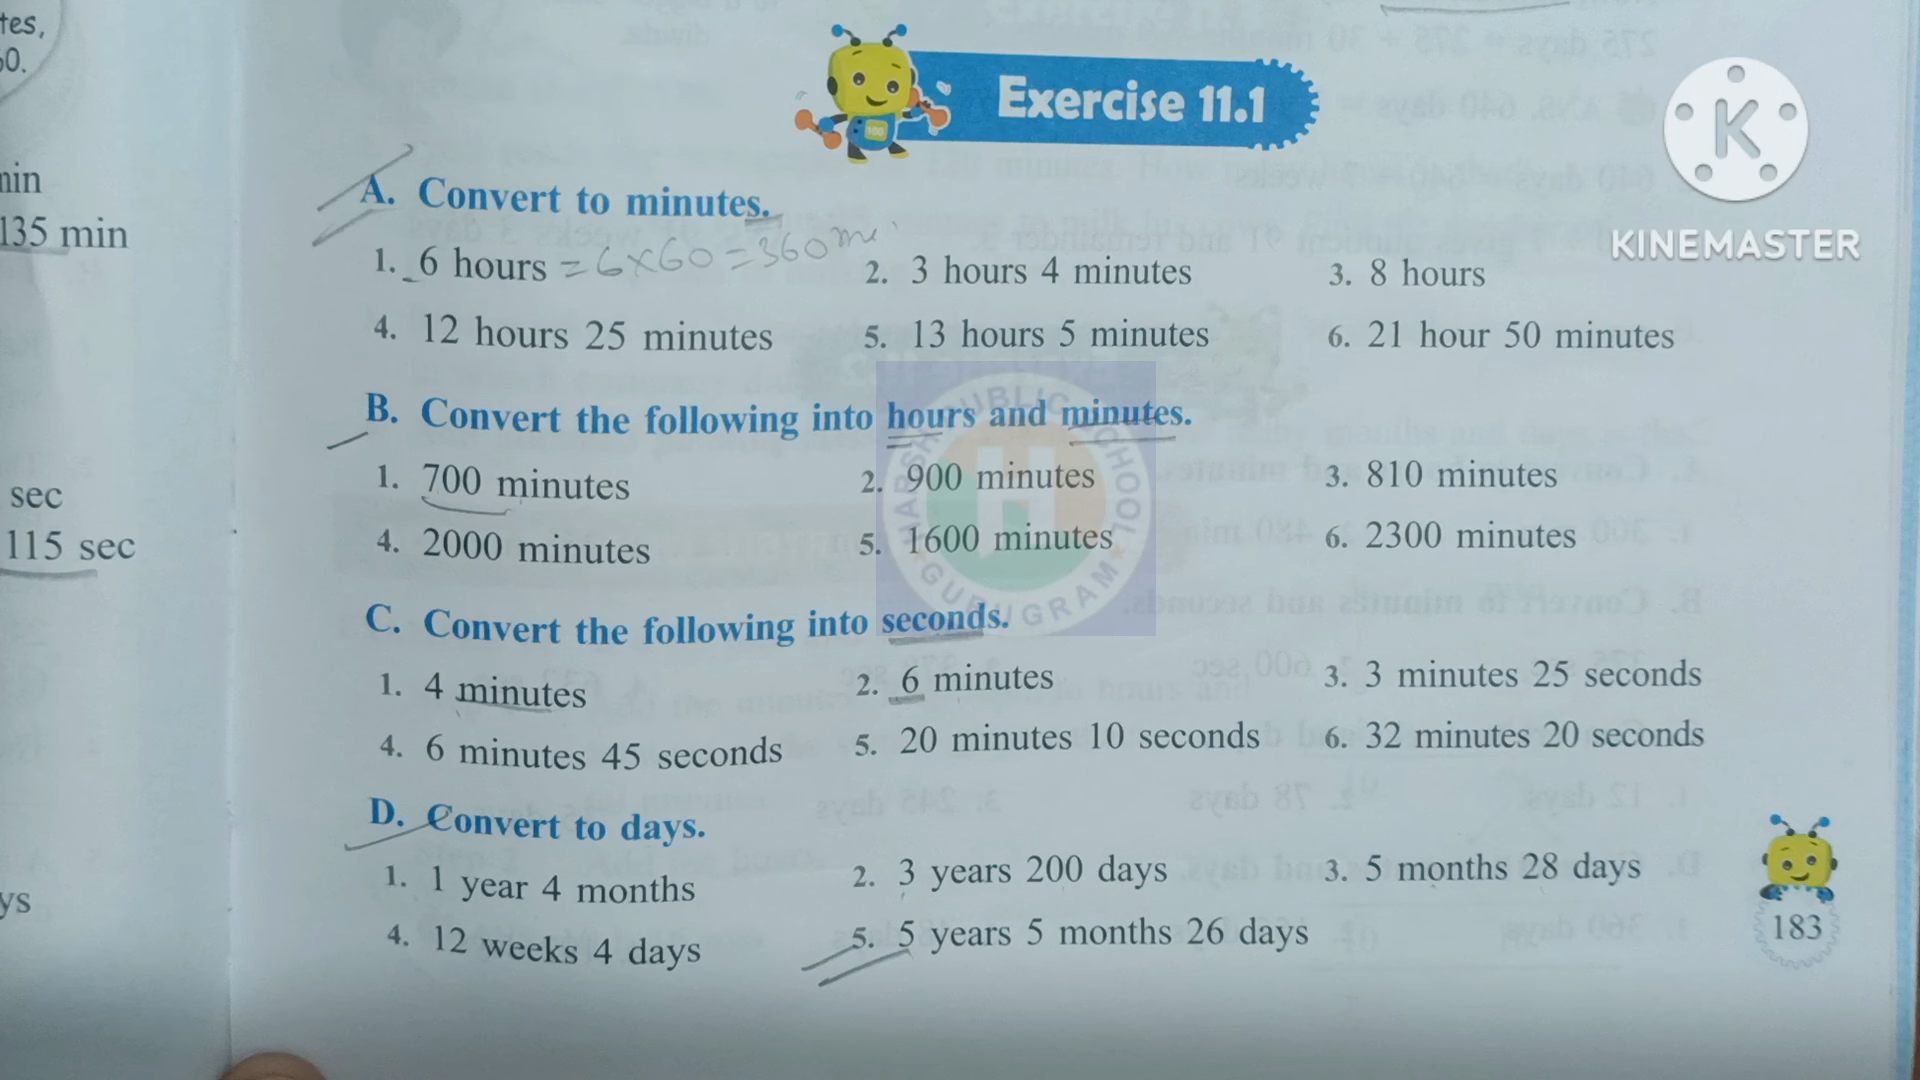 tes,
60.
min
135 min
sec
115 sec
ys
Exercise 11.1
KINEMASTER
A. Convert to minutes.
1. 6 hours = 6×60 = 360 m
2. 3 hours 4 minutes
3. 8 hours
4. 12 hours 25 minutes
5. 13 hours 5 minutes
6. 21 hour 50 minutes
B. Convert the following into hours and minutes.
1. 700 minutes
2. 900 minutes
3. 810 minutes
4. 2000 minutes
5. 1600 minutes
6. 2300 minutes
C. Convert the following into seconds.
1. 4 minutes
2. 6 minutes
3. 3 minutes 25 seconds
4. 6 minutes 45 seconds
5. 20 minutes 10 seconds
6. 32 minutes 20 seconds
D. Convert to days.
1. 1 year 4 months
2. 3 years 200 days
3. 5 months 28 days
4. 12 weeks 4 days
5. 5 years 5 months 26 days
183
PUBLIC SCHOOL
GURUGRAM